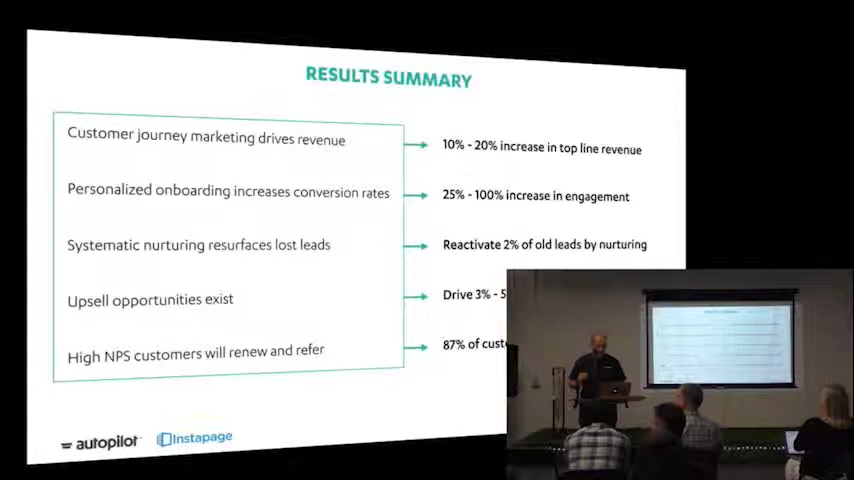 RESULTS SUMMARY
Customer journey marketing drives revenue
10% - 20% increase in top line revenue
Personalized onboarding increases conversion rates
25% - 100% increase in engagement
Systematic nurturing resurfaces lost leads
Reactivate 2% of old leads by nurturing
Upsell opportunities exist
Drive 3% - 5
High NPS customers will renew and refer
87% of
autopilot
Instapage